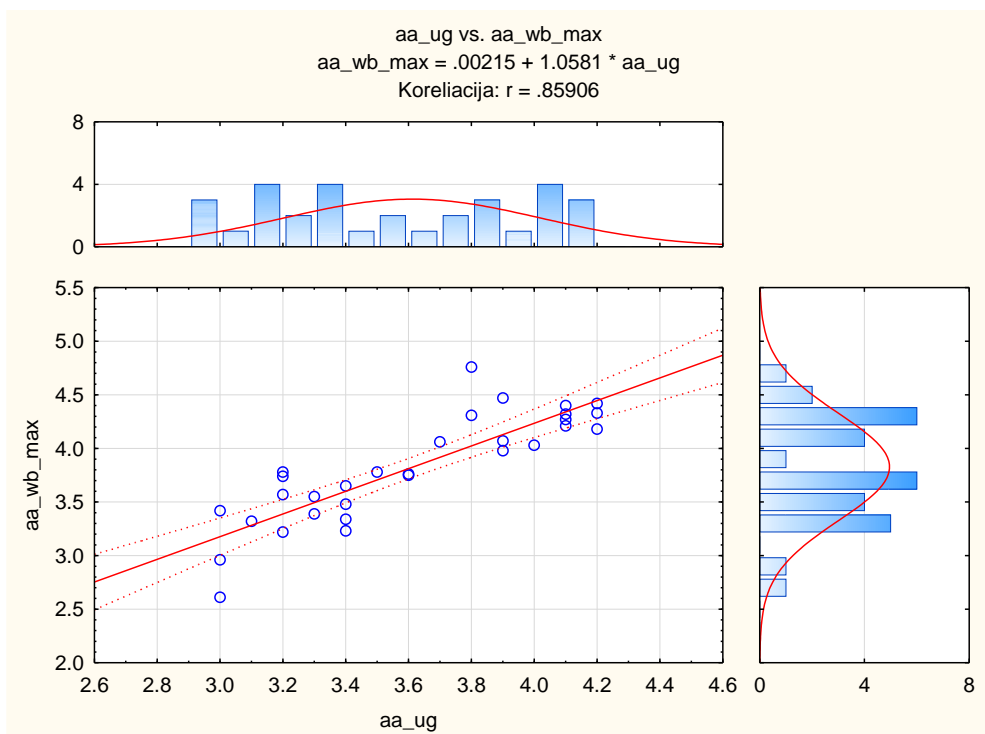 aa_ug vs. aa_wb_max
aa_wb_max = .00215 + 1.0581 * aa_ug
Koreliacija: r = .85906
8
4
0
5.5
5.0
4.5
4.0
3.5
3.0
2.5
2.0
aa_wb_max
2.6 2.8 3.0 3.2 3.4 3.6 3.8 4.0 4.2 4.4 4.6
aa_ug
0 4 8